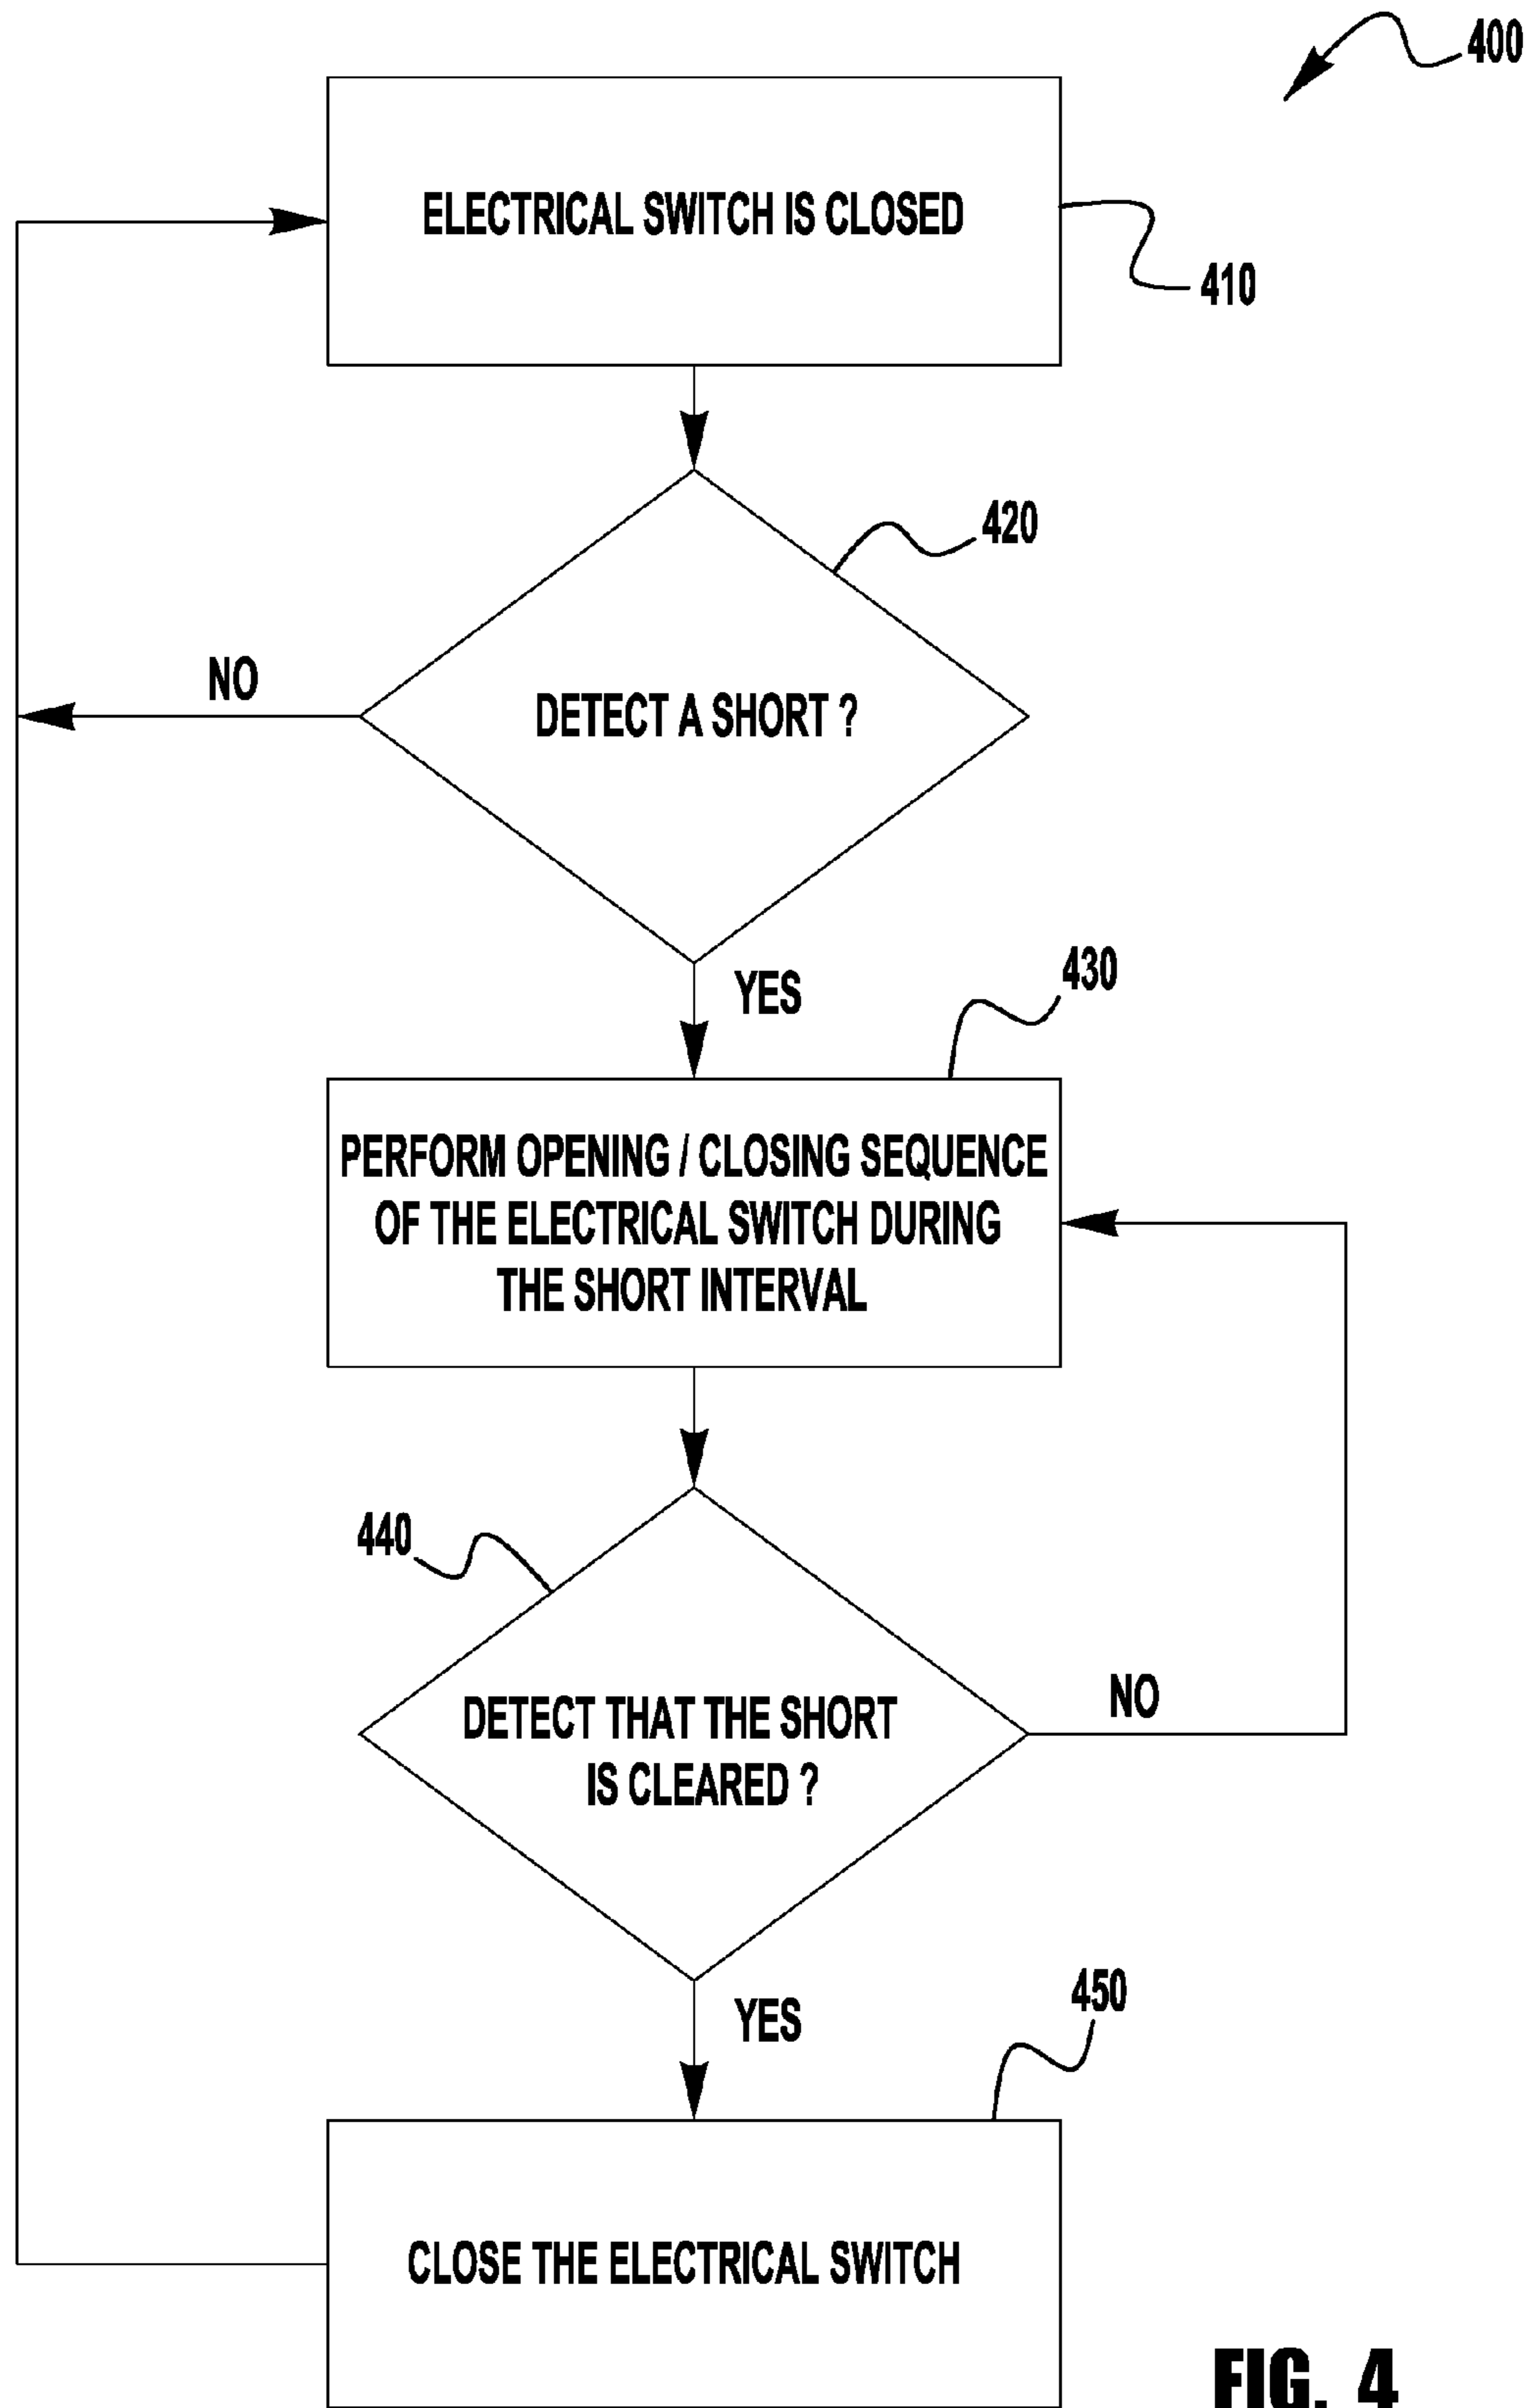 400
ELECTRICAL SWITCH IS CLOSED
410
420
DETECT A SHORT ?
NO
YES
430
PERFORM OPENING / CLOSING SEQUENCE
OF THE ELECTRICAL SWITCH DURING
THE SHORT INTERVAL
440
DETECT THAT THE SHORT
IS CLEARED ?
NO
YES
450
CLOSE THE ELECTRICAL SWITCH
FIG. 4